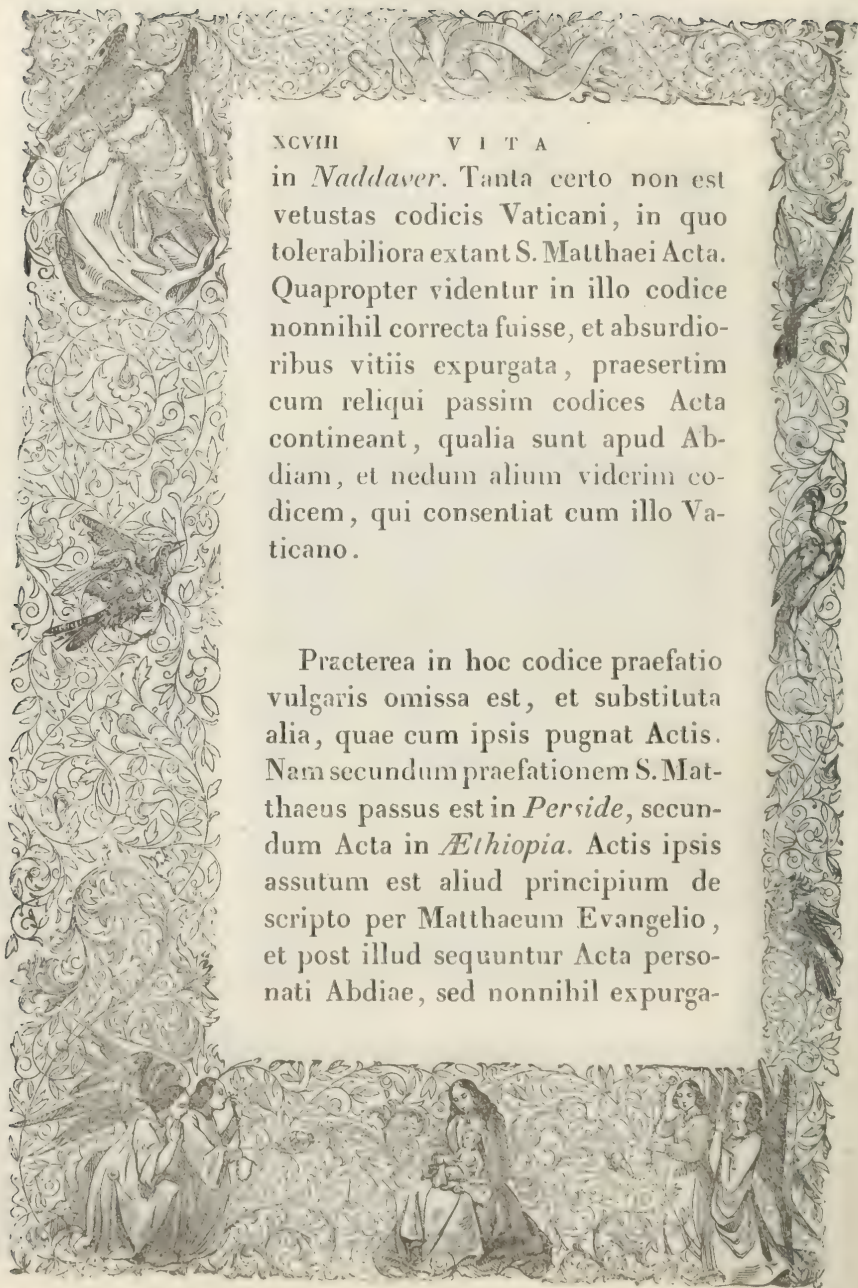 XCVIII V I T A
in Naddaver. Tanta certo non est
vetustas codicis Vaticani, in quo
tolerabiliora extant S. Matthaei Acta.
Quapropter videntur in illo codice
nonnihil correcta fuisse, et absurdio-
ribus vitiis expurgata, praesertim
cum reliqui passim codices Acta
contineant, qualia sunt apud Ab-
diam, et nedum alium viderim co-
dicem, qui consentiat cum illo Va-
ticano.
Præterea in hoc codice praefatio
vulgaris omissa est, et substituta
alia, quae cum ipsis pugnat Actis.
Nam secundum praefationem S. Mat-
thaeus passus est in Perside, secun-
dum Acta in Æthiopia. Actis ipsis
assutum est aliud principium de
scripto per Matthaeum Evangelio,
et post illud sequuntur Acta perso-
nati Abdiae, sed nonnihil expurga-